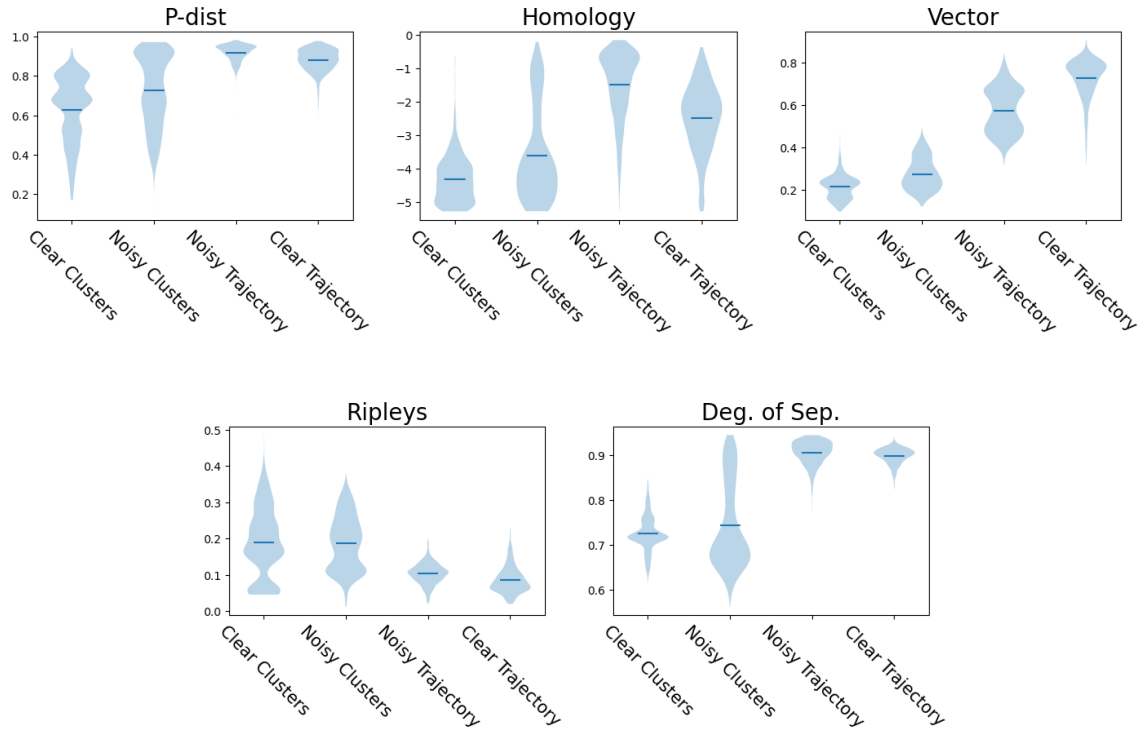 P-dist
1.0
0.8
0.6
0.4
0.2
Clear Clusters
Noisy Clusters
Noisy Trajectory
Clear Trajectory
Homology
0
−1
−2
−3
−4
−5
Clear Clusters
Noisy Clusters
Noisy Trajectory
Clear Trajectory
Vector
0.8
0.6
0.4
0.2
Clear Clusters
Noisy Clusters
Noisy Trajectory
Clear Trajectory
Ripleys
0.5
0.4
0.3
0.2
0.1
0.0
Clear Clusters
Noisy Clusters
Noisy Trajectory
Clear Trajectory
Deg. of Sep.
0.9
0.8
0.7
0.6
Clear Clusters
Noisy Clusters
Noisy Trajectory
Clear Trajectory